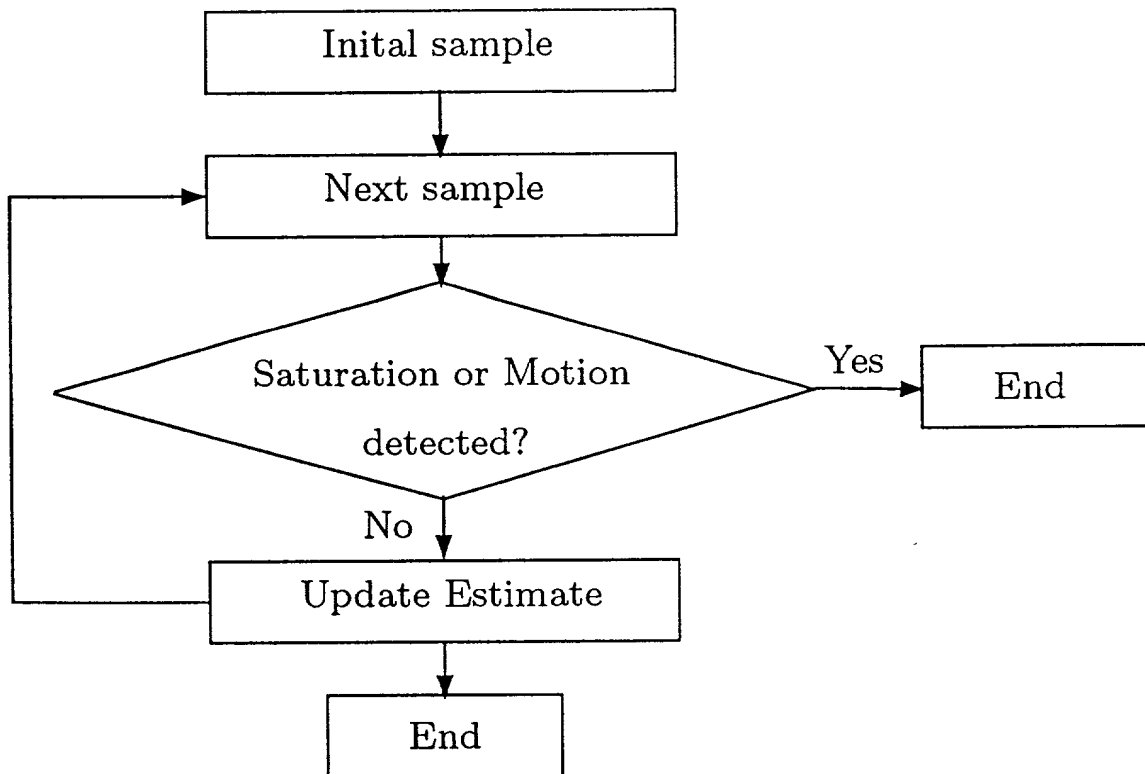 Inital sample
Next sample
Saturation or Motion
detected?
Yes
End
No
Update Estimate
End